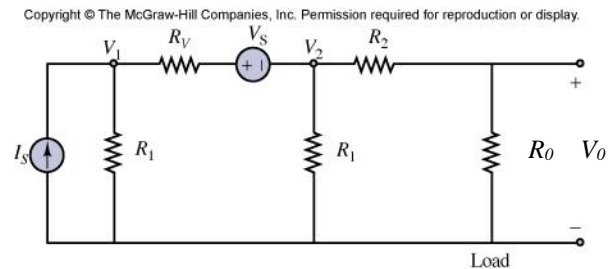 Copyright © The McGraw-Hill Companies, Inc. Permission required for reproduction or display.
V1 RV VS V2 R2
+ − +
IS R1 R1 R0 V0
−
Load